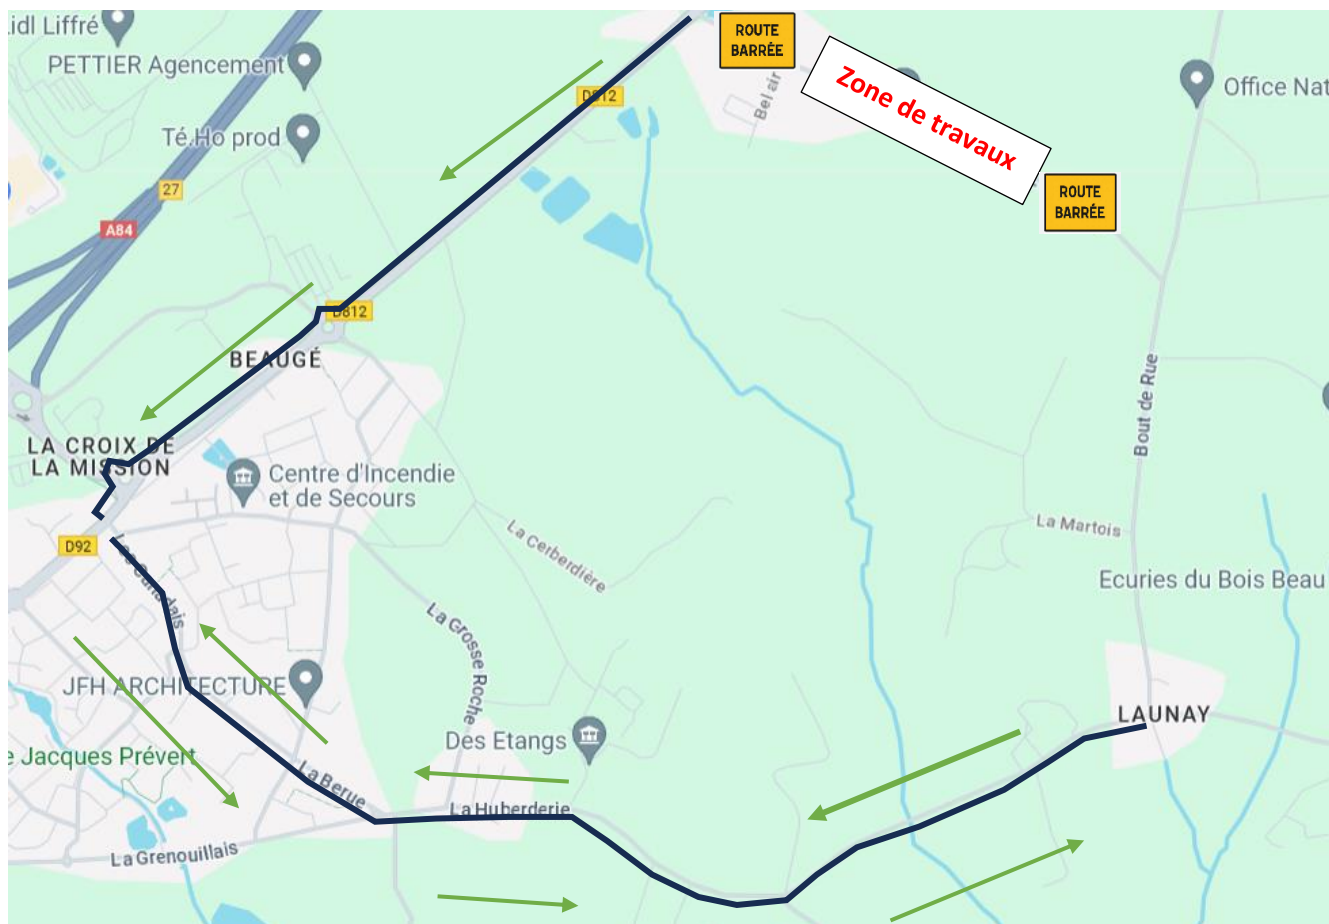 Lidl Liffré
PETTIER Agencement
Té.Ho prod
27
A84
D812
ROUTE
BARRÉE
Bel air
Zone de travaux
ROUTE
BARRÉE
Office Nat
D812
BEAUGÉ
LA CROIX DE
LA MISSION
Centre d'Incendie
et de Secours
Bout de Rue
La Martois
La Cerberdière
D92
Ecuries du Bois Beau
La Grosse Roche
JFH ARCHITECTURE
LAUNAY
Des Etangs
e Jacques Prévert
La Berue
La Huberderie
La Grenouillais